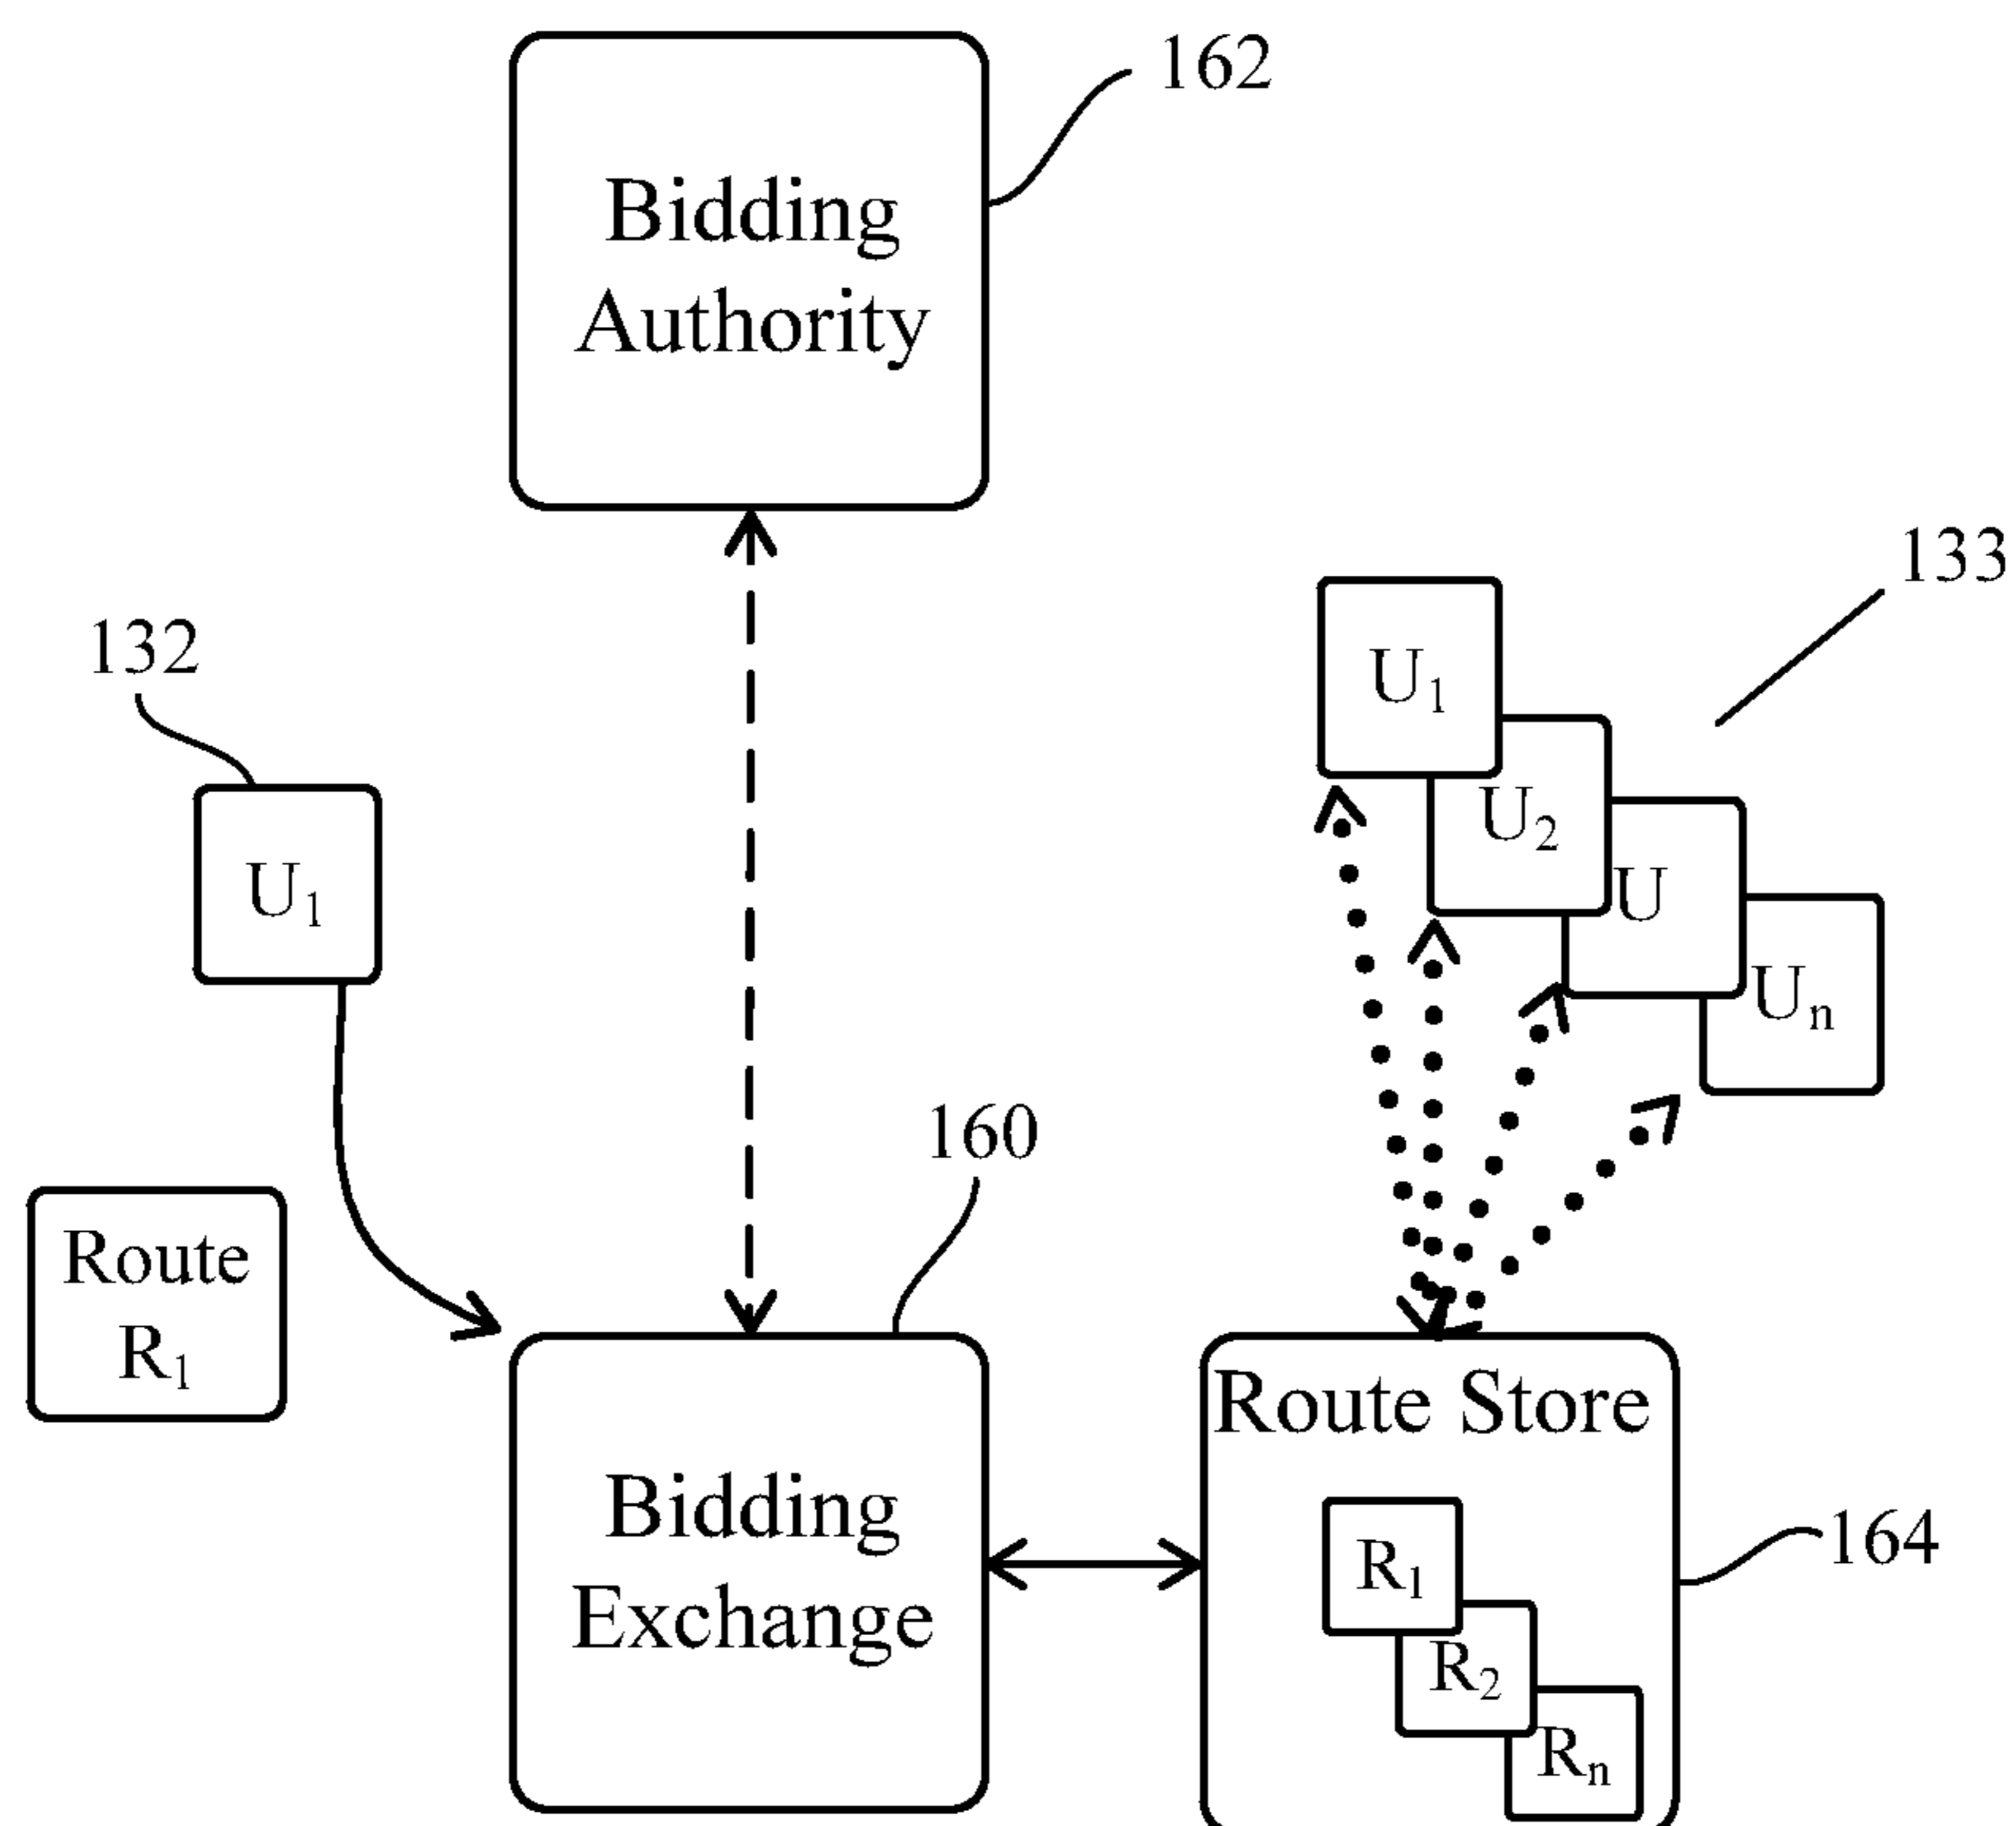 162
Bidding
Authority
133
132
U₁
U₂
U
Uₙ
U₁
160
Route
R₁
Route Store
Bidding
Exchange
R₁
R₂
Rₙ
164